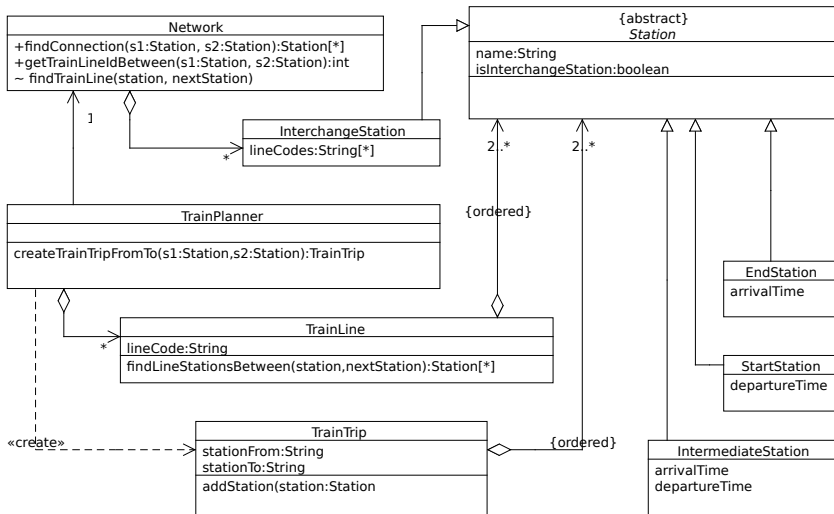 Network
+findConnection(s1:Station, s2:Station):Station[*]
+getTrainLineIdBetween(s1:Station, s2:Station):int
~ findTrainLine(station, nextStation)
{abstract}
Station
name:String
isInterchangeStation:boolean
1
*
InterchangeStation
lineCodes:String[*]
2..*
2..*
{ordered}
TrainPlanner
createTrainTripFromTo(s1:Station,s2:Station):TrainTrip
EndStation
arrivalTime
*
TrainLine
lineCode:String
findLineStationsBetween(station,nextStation):Station[*]
StartStation
departureTime
«create»
TrainTrip
stationFrom:String
stationTo:String
addStation(station:Station
{ordered}
IntermediateStation
arrivalTime
departureTime